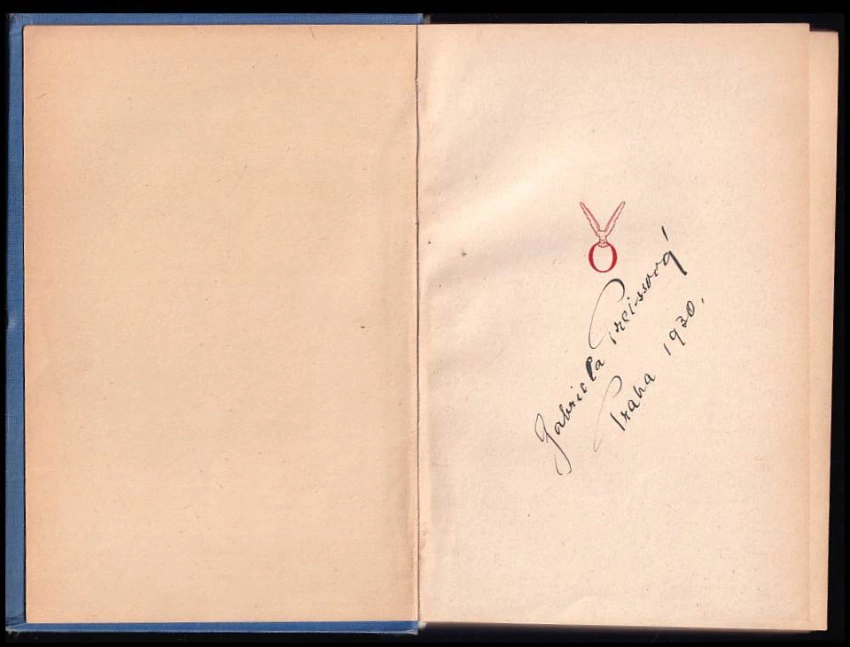 O
Gabriela Preissová
Praha 1930.